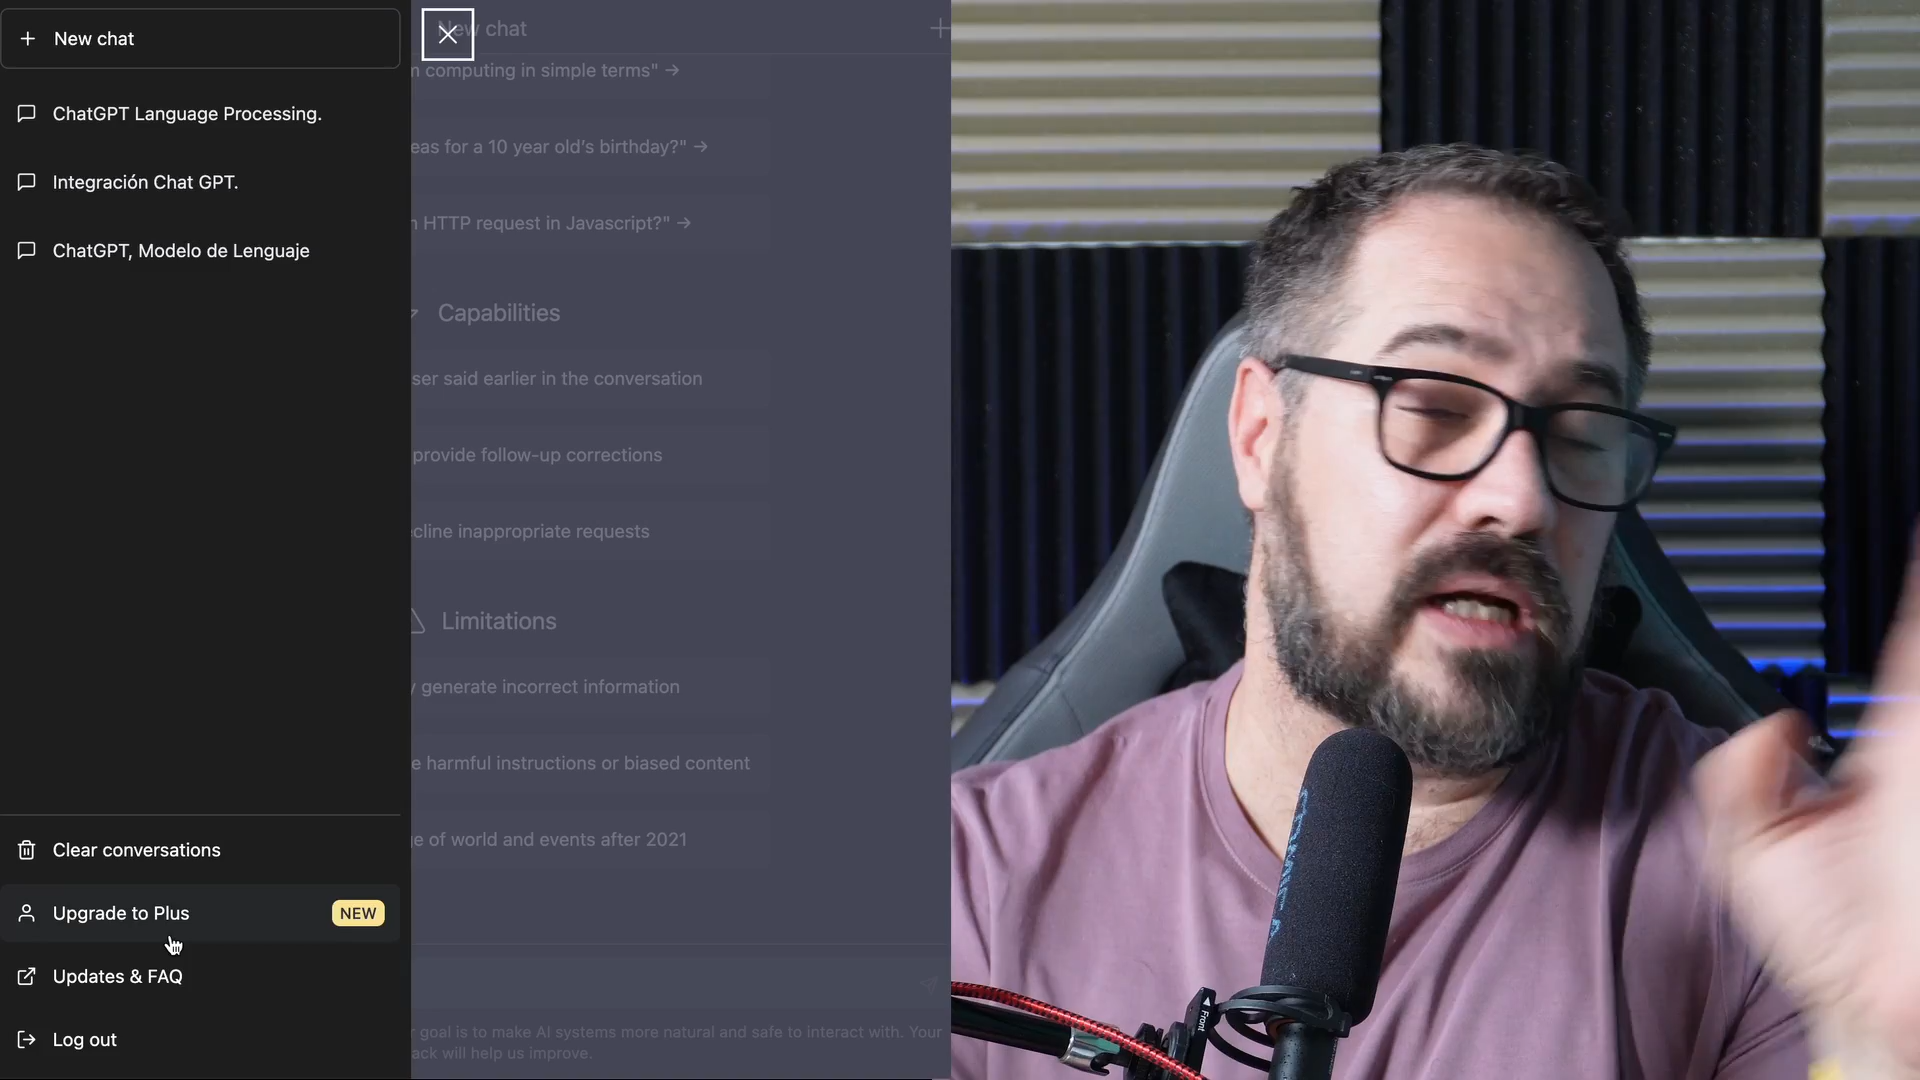 New chat
ChatGPT Language Processing.
Integración Chat GPT.
ChatGPT, Modelo de Lenguaje
Clear conversations
Upgrade to Plus NEW
Updates & FAQ
Log out
New chat
computing in simple terms" →
for a 10 year old's birthday?" →
HTTP request in Javascript?" →
Capabilities
said earlier in the conversation
provide follow-up corrections
inappropriate requests
Limitations
generate incorrect information
harmful instructions or biased content
of world and events after 2021
goal is to make AI systems more natural and safe to interact with. Your
will help us improve.
Front